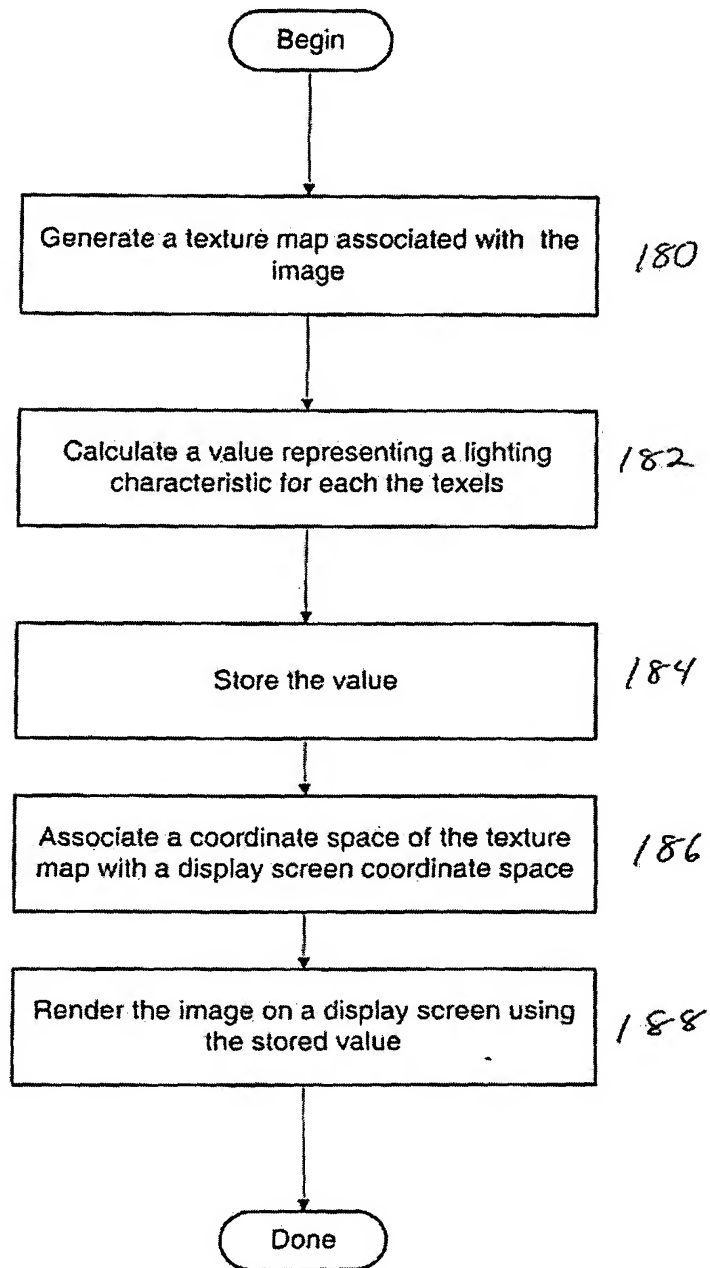 Begin
Generate a texture map associated with the
image
180
Calculate a value representing a lighting
characteristic for each the texels
182
Store the value
184
Associate a coordinate space of the texture
map with a display screen coordinate space
186
Render the image on a display screen using
the stored value
188
Done